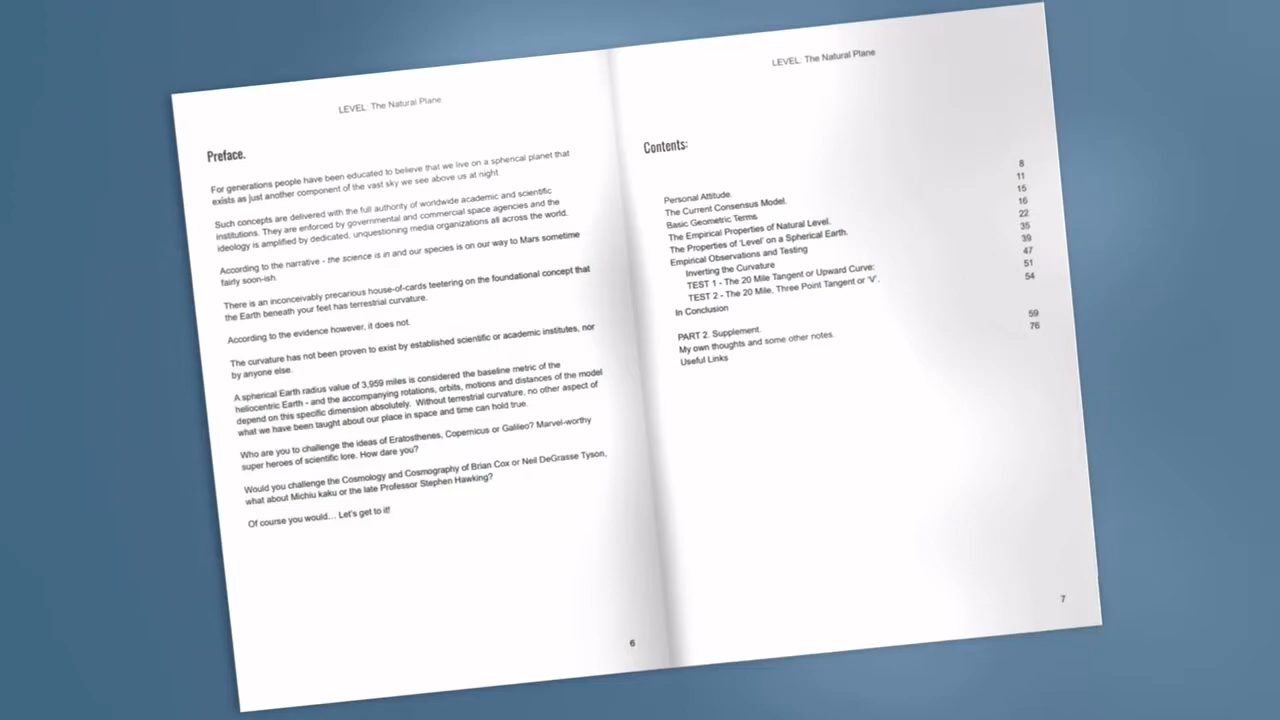 LEVEL: The Natural Plane
Preface.
For generations people have been educated to believe that we live on a spherical planet that
exists as just another component of the vast sky we see above us at night.
Such concepts are delivered with the full authority of worldwide academic and scientific
institutions. They are enforced by governmental and commercial space agencies and the
ideology is amplified by dedicated, unquestioning media organizations all across the world.
According to the narrative - the science is in and our species is on our way to Mars sometime
fairly soon-ish.
There is an inconceivably precarious house-of-cards teetering on the foundational concept that
the Earth beneath your feet has terrestrial curvature.
According to the evidence however, it does not.
The curvature has not been proven to exist by established scientific or academic institutes, nor
by anyone else.
A spherical Earth radius value of 3,959 miles is considered the baseline metric of the
heliocentric Earth - and the accompanying rotations, orbits, motions and distances of the model
depend on this specific dimension absolutely. Without terrestrial curvature, no other aspect of
what we have been taught about our place in space and time can hold true.
Who are you to challenge the ideas of Eratosthenes, Copernicus or Galileo? Marvel-worthy
super heroes of scientific lore. How dare you?
Would you challenge the Cosmology and Cosmography of Brian Cox or Neil DeGrasse Tyson,
what about Michiu kaku or the late Professor Stephen Hawking?
Of course you would... Let's get to it!
6
LEVEL: The Natural Plane
Contents:
Personal Attitude. 8
The Current Consensus Model. 11
Basic Geometric Terms 15
The Empirical Properties of Natural Level. 16
The Properties of 'Level' on a Spherical Earth. 22
Empirical Observations and Testing 35
Inverting the Curvature 39
TEST 1 - The 20 Mile Tangent or Upward Curve: 47
TEST 2 - The 20 Mile, Three Point Tangent or 'V'. 51
In Conclusion 54
PART 2. Supplement.
My own thoughts and some other notes. 59
Useful Links 76
7